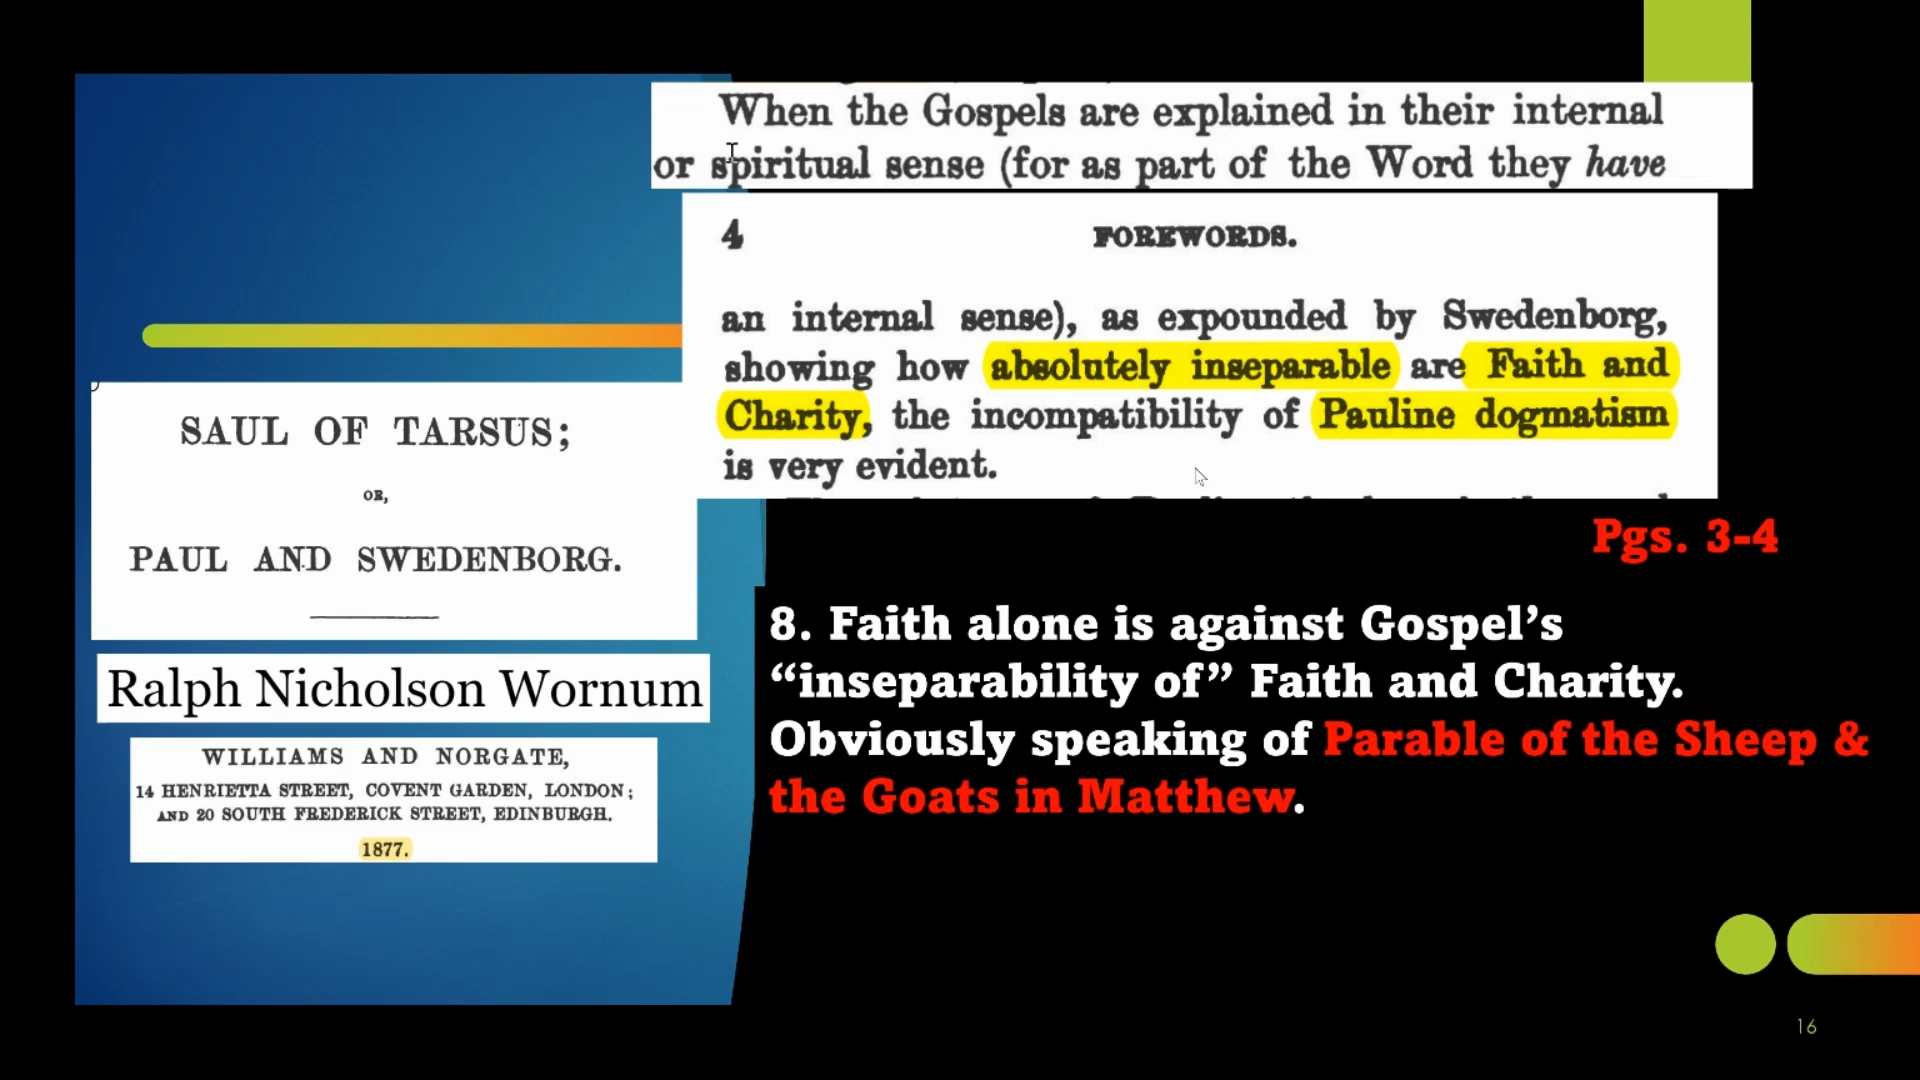 When the Gospels are explained in their internal
or spiritual sense (for as part of the Word they have
4 FOREWORDS.
an internal sense), as expounded by Swedenborg,
showing how absolutely inseparable are Faith and
Charity, the incompatibility of Pauline dogmatism
is very evident.
Pgs. 3-4
SAUL OF TARSUS;
OR,
PAUL AND SWEDENBORG.
Ralph Nicholson Wornum
WILLIAMS AND NORGATE,
14 HENRIETTA STREET, COVENT GARDEN, LONDON;
AND 20 SOUTH FREDERICK STREET, EDINBURGH.
1877.
8. Faith alone is against Gospel’s
“inseparability of” Faith and Charity.
Obviously speaking of Parable of the Sheep &
the Goats in Matthew.
16